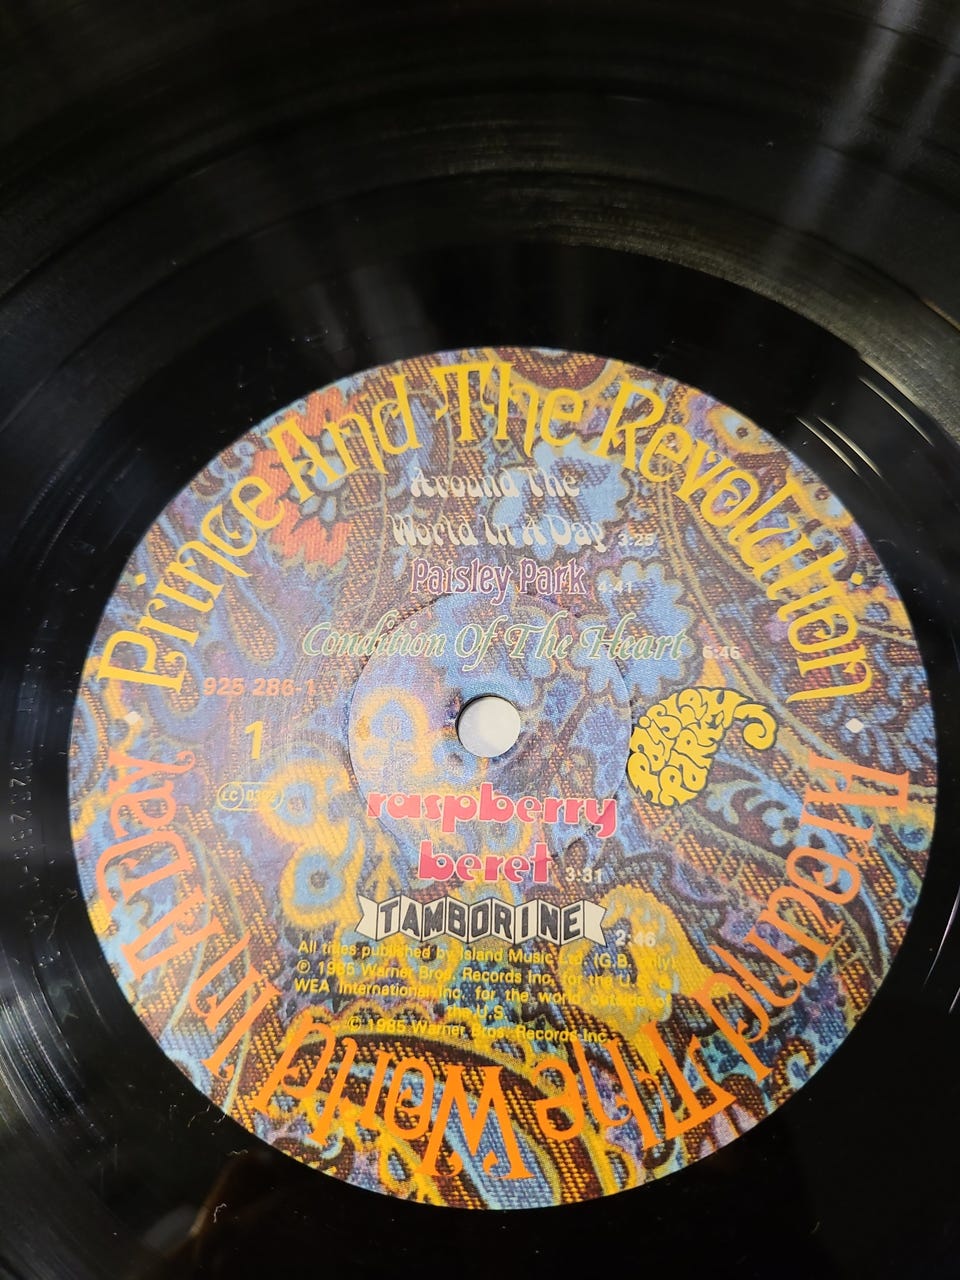 Prince And The Revolution
Around The
World In A Day 3:25
Paisley Park 4:41
Condition Of The Heart 6:46
925 286-1
1
PAISLEY
PARK
LC
raspberry
beret 3:31
TAMBORINE 2:46
All titles published by Island Music Ltd. (G.B. only)
℗ 1985 Warner Bros. Records Inc. for the U.S. &
WEA International Inc. for the world outside of
the U.S.
© 1985 Warner Bros. Records Inc.
Around The World In A Day